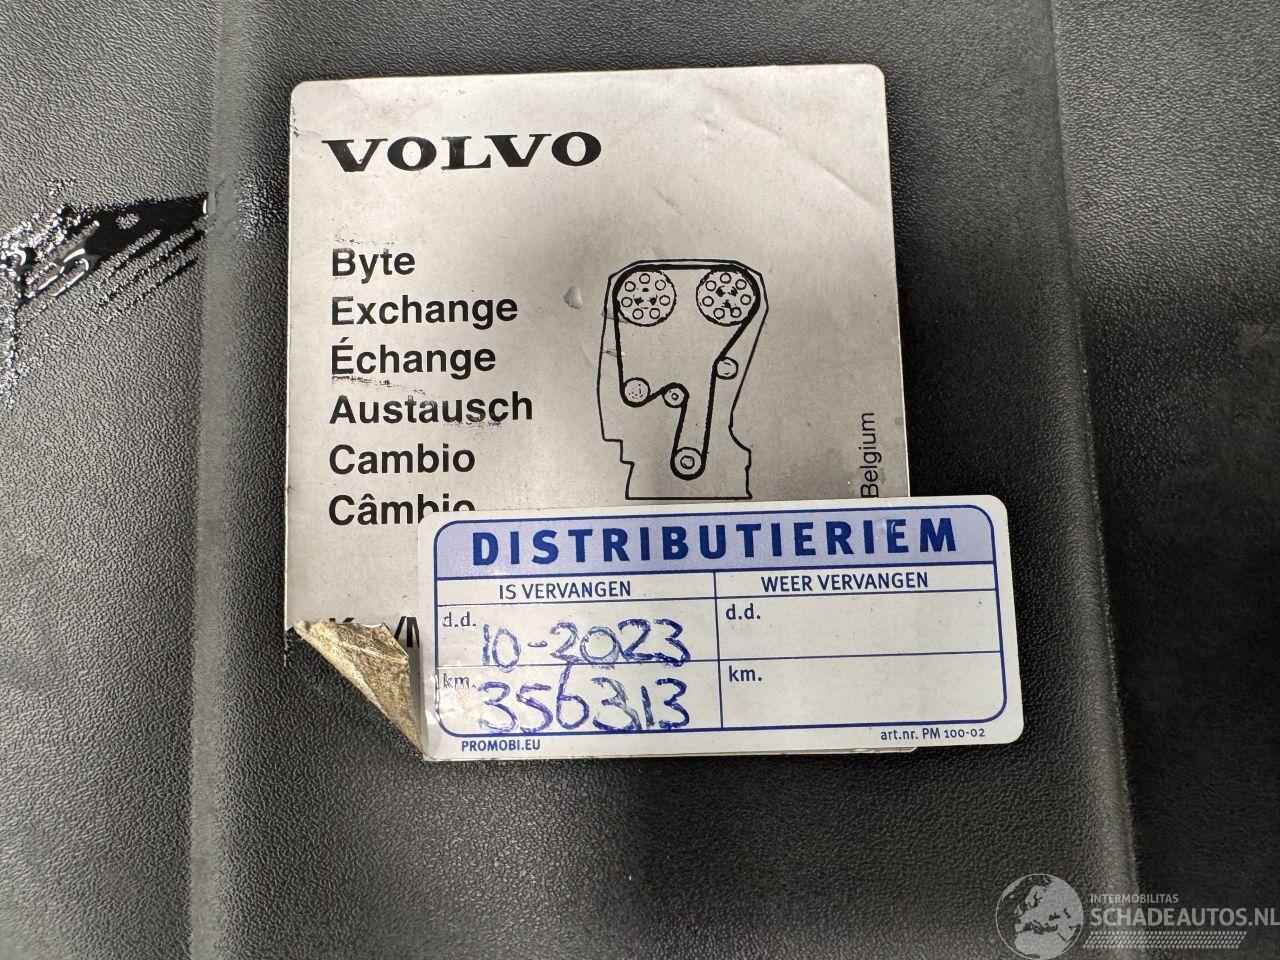 VOLVO
Byte
Exchange
Échange
Austausch
Cambio
Câmbio
Belgium
DISTRIBUTIERIEM
IS VERVANGEN
WEER VERVANGEN
d.d. 10-2023
d.d.
km. 356313
km.
PROMOBI.EU
art.nr. PM 100-02
INTERMOBILITAS
SCHADEAUTOS.NL